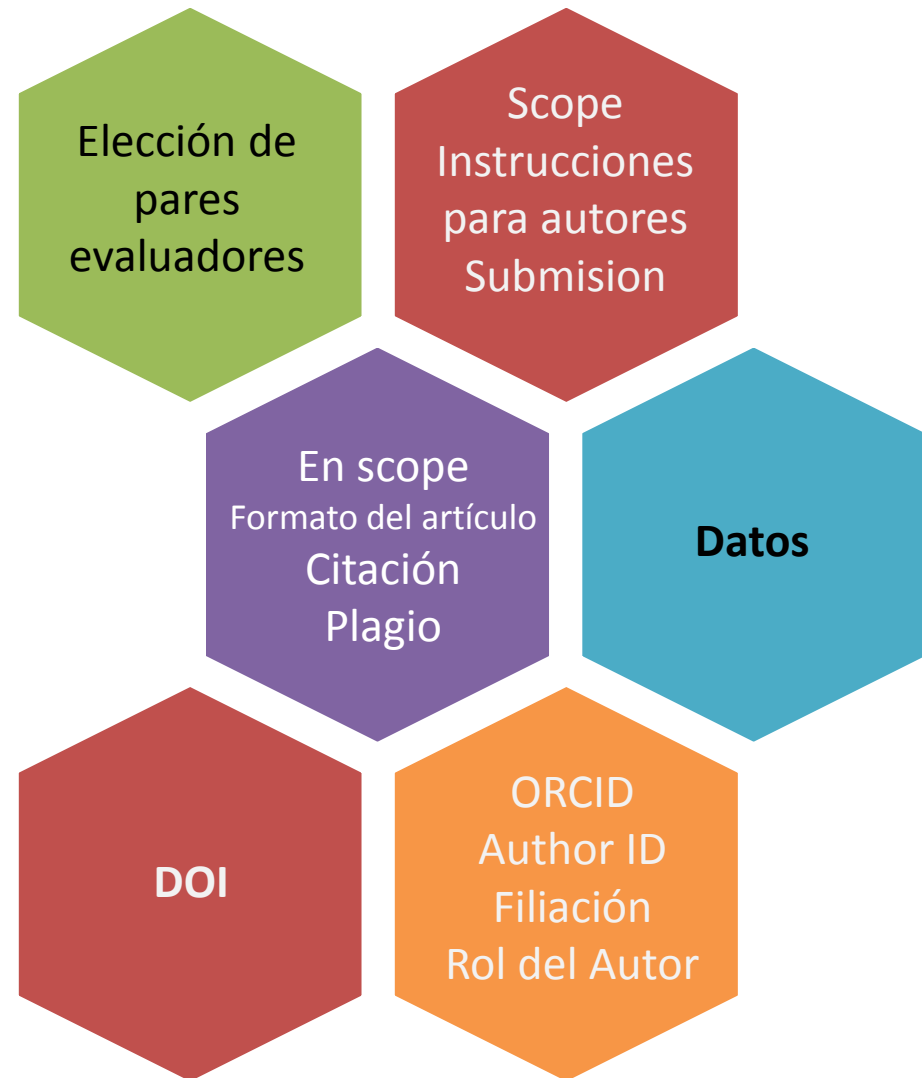 Elección de
pares
evaluadores
Scope
Instrucciones
para autores
Submision
En scope
Formato del artículo
Citación
Plagio
Datos
DOI
ORCID
Author ID
Filiación
Rol del Autor